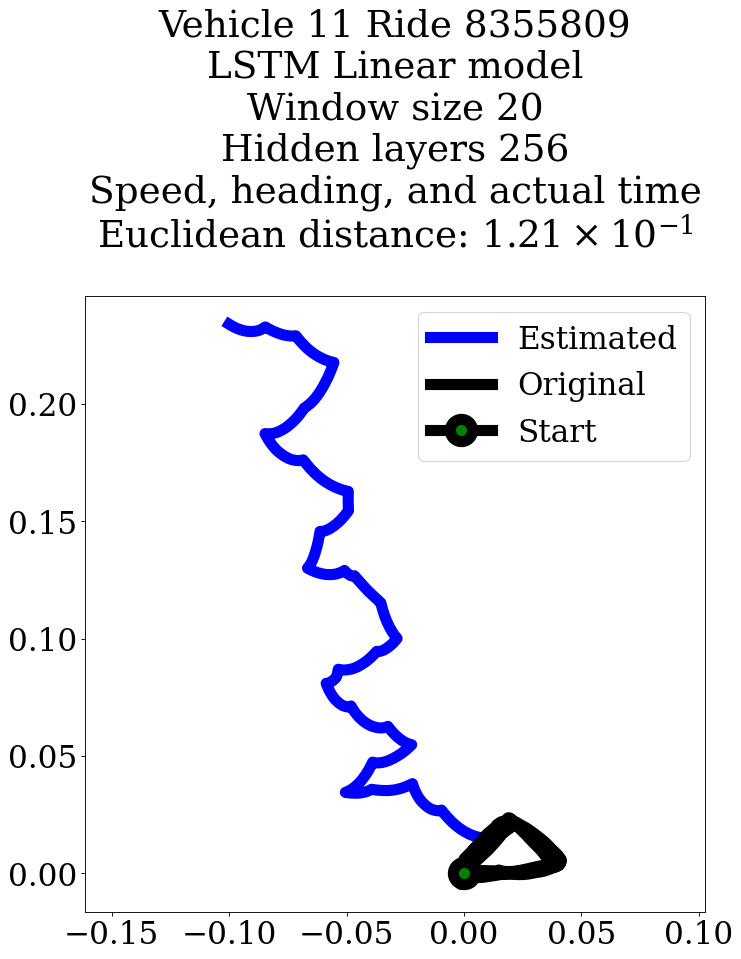 Vehicle 11 Ride 8355809
LSTM Linear model
Window size 20
Hidden layers 256
Speed, heading, and actual time
Euclidean distance: 1.21 × 10⁻¹
Estimated
Original
Start
0.20
0.15
0.10
0.05
0.00
−0.15 −0.10 −0.05 0.00 0.05 0.10